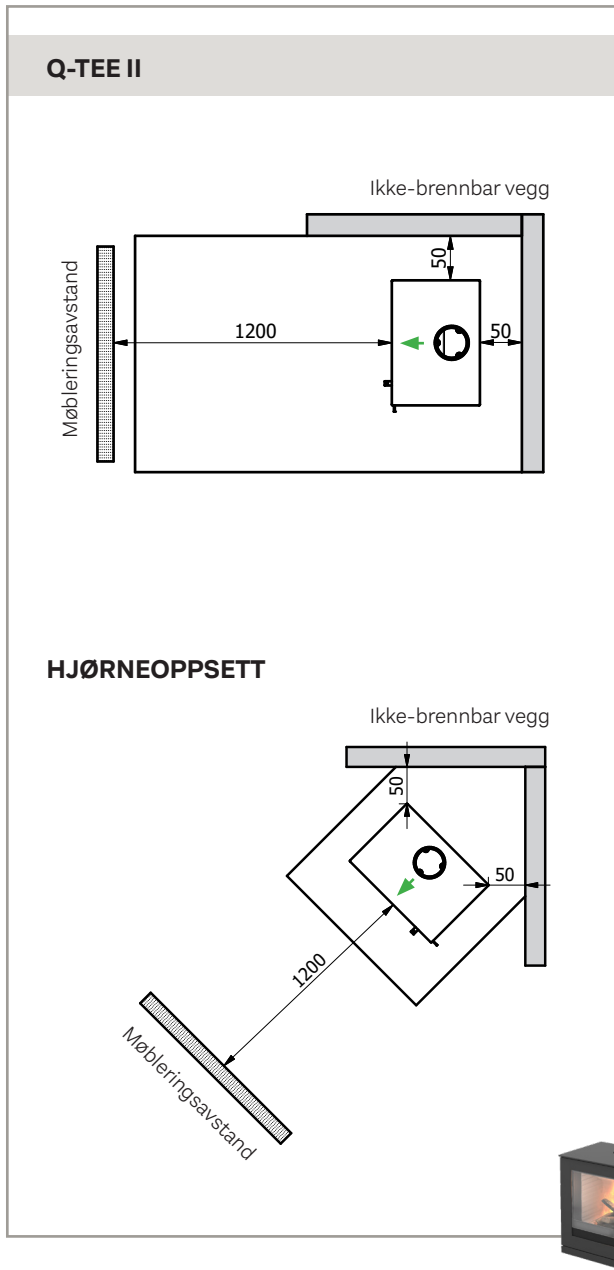 Q-TEE II
Ikke-brennbar vegg
50
Møbleringsavstand
1200
50
HJØRNEOPPSETT
Ikke-brennbar vegg
50
50
1200
Møbleringsavstand